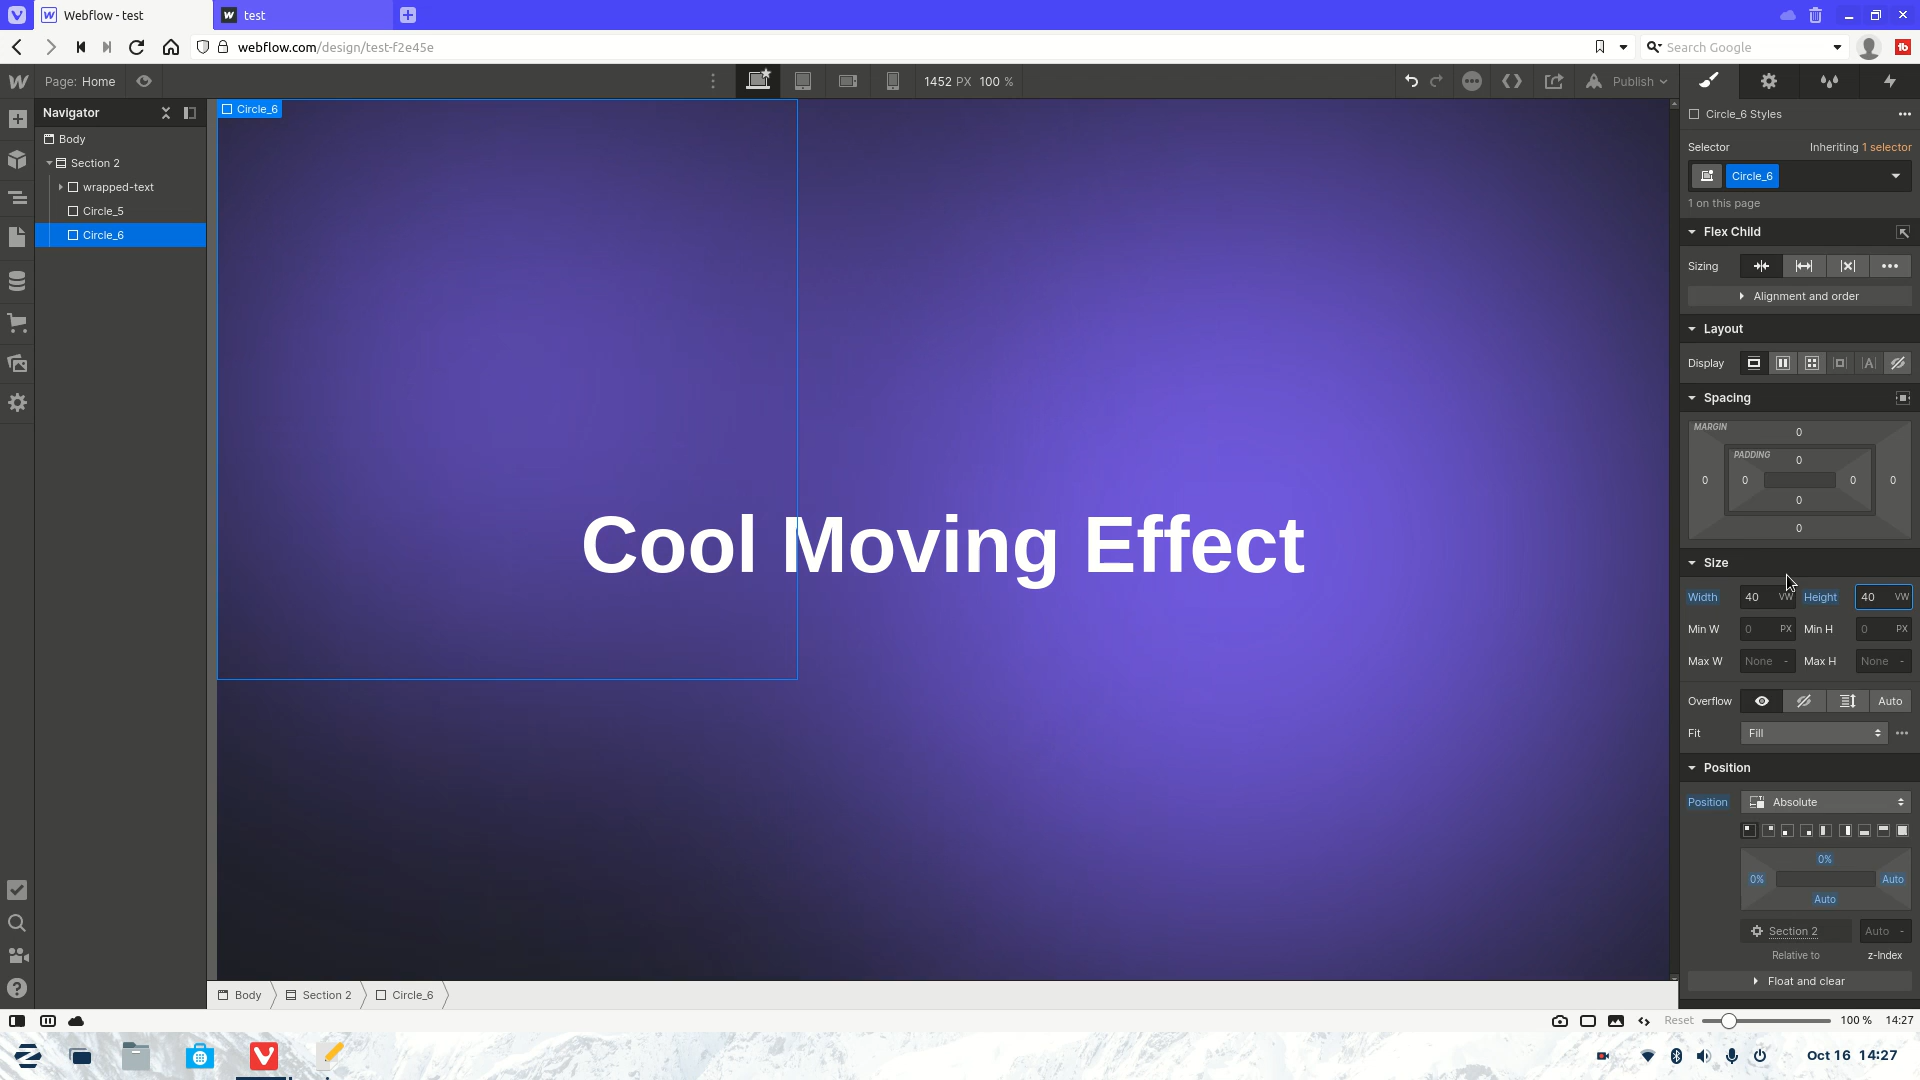 Webflow - test
test
webflow.com/design/test-f2e45e
Search Google
Page: Home
1452 PX 100 %
Publish
Navigator
Body
Section 2
wrapped-text
Circle_5
Circle_6
Circle_6
Cool Moving Effect
Circle_6 Styles
Selector
Inheriting 1 selector
Circle_6
1 on this page
Flex Child
Sizing
Alignment and order
Layout
Display
Spacing
MARGIN
0
PADDING
0
0 0 0 0
0
0
Size
Width 40 VW Height 40 VW
Min W 0 PX Min H 0 PX
Max W None - Max H None -
Overflow Auto
Fit Fill
Position
Position Absolute
0%
0% Auto
Auto
Section 2 Auto -
Relative to z-Index
Float and clear
Body Section 2 Circle_6
Reset 100 % 14:27
Oct 16 14:27